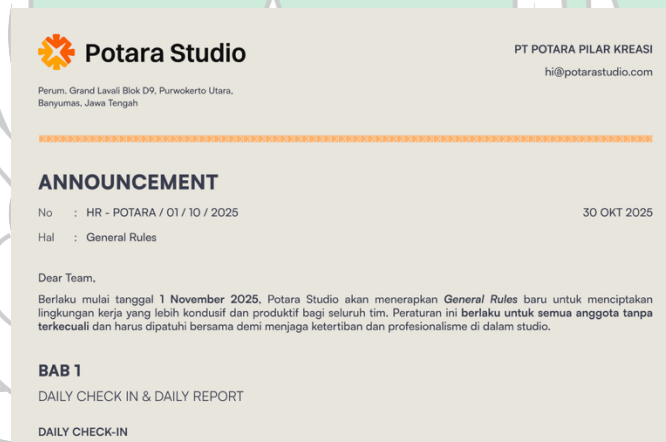 Potara Studio
PT POTARA PILAR KREASI
hi@potarastudio.com
Perum. Grand Lavali Blok D9, Purwokerto Utara,
Banyumas, Jawa Tengah
ANNOUNCEMENT
No : HR - POTARA / 01 / 10 / 2025
30 OKT 2025
Hal : General Rules
Dear Team,
Berlaku mulai tanggal 1 November 2025, Potara Studio akan menerapkan General Rules baru untuk menciptakan
lingkungan kerja yang lebih kondusif dan produktif bagi seluruh tim. Peraturan ini berlaku untuk semua anggota tanpa
terkecuali dan harus dipatuhi bersama demi menjaga ketertiban dan profesionalisme di dalam studio.
BAB 1
DAILY CHECK IN & DAILY REPORT
DAILY CHECK-IN